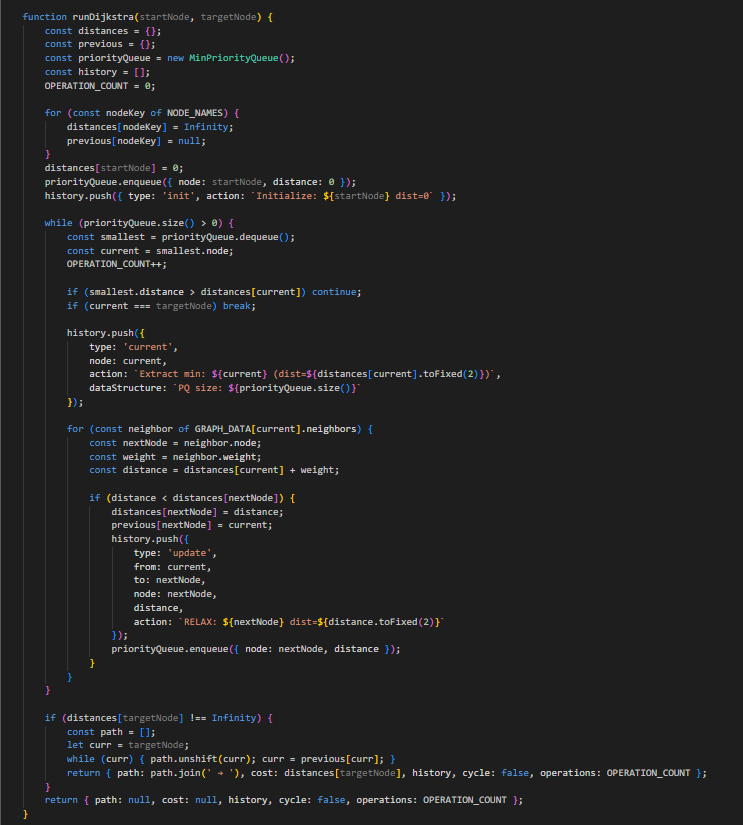 function runDijkstra(startNode, targetNode) {
    const distances = {};
    const previous = {};
    const priorityQueue = new MinPriorityQueue();
    const history = [];
    OPERATION_COUNT = 0;

    for (const nodeKey of NODE_NAMES) {
        distances[nodeKey] = Infinity;
        previous[nodeKey] = null;
    }
    distances[startNode] = 0;
    priorityQueue.enqueue({ node: startNode, distance: 0 });
    history.push({ type: 'init', action: `Initialize: ${startNode} dist=0` });

    while (priorityQueue.size() > 0) {
        const smallest = priorityQueue.dequeue();
        const current = smallest.node;
        OPERATION_COUNT++;

        if (smallest.distance > distances[current]) continue;
        if (current === targetNode) break;

        history.push({
            type: 'current',
            node: current,
            action: `Extract min: ${current} (dist=${distances[current].toFixed(2)})`,
            dataStructure: `PQ size: ${priorityQueue.size()}`
        });

        for (const neighbor of GRAPH_DATA[current].neighbors) {
            const nextNode = neighbor.node;
            const weight = neighbor.weight;
            const distance = distances[current] + weight;

            if (distance < distances[nextNode]) {
                distances[nextNode] = distance;
                previous[nextNode] = current;
                history.push({
                    type: 'update',
                    from: current,
                    to: nextNode,
                    node: nextNode,
                    distance,
                    action: `RELAX: ${nextNode} dist=${distance.toFixed(2)}`
                });
                priorityQueue.enqueue({ node: nextNode, distance });
            }
        }
    }

    if (distances[targetNode] !== Infinity) {
        const path = [];
        let curr = targetNode;
        while (curr) { path.unshift(curr); curr = previous[curr]; }
        return { path: path.join(' → '), cost: distances[targetNode], history, cycle: false, operations: OPERATION_COUNT };
    }
    return { path: null, cost: null, history, cycle: false, operations: OPERATION_COUNT };
}